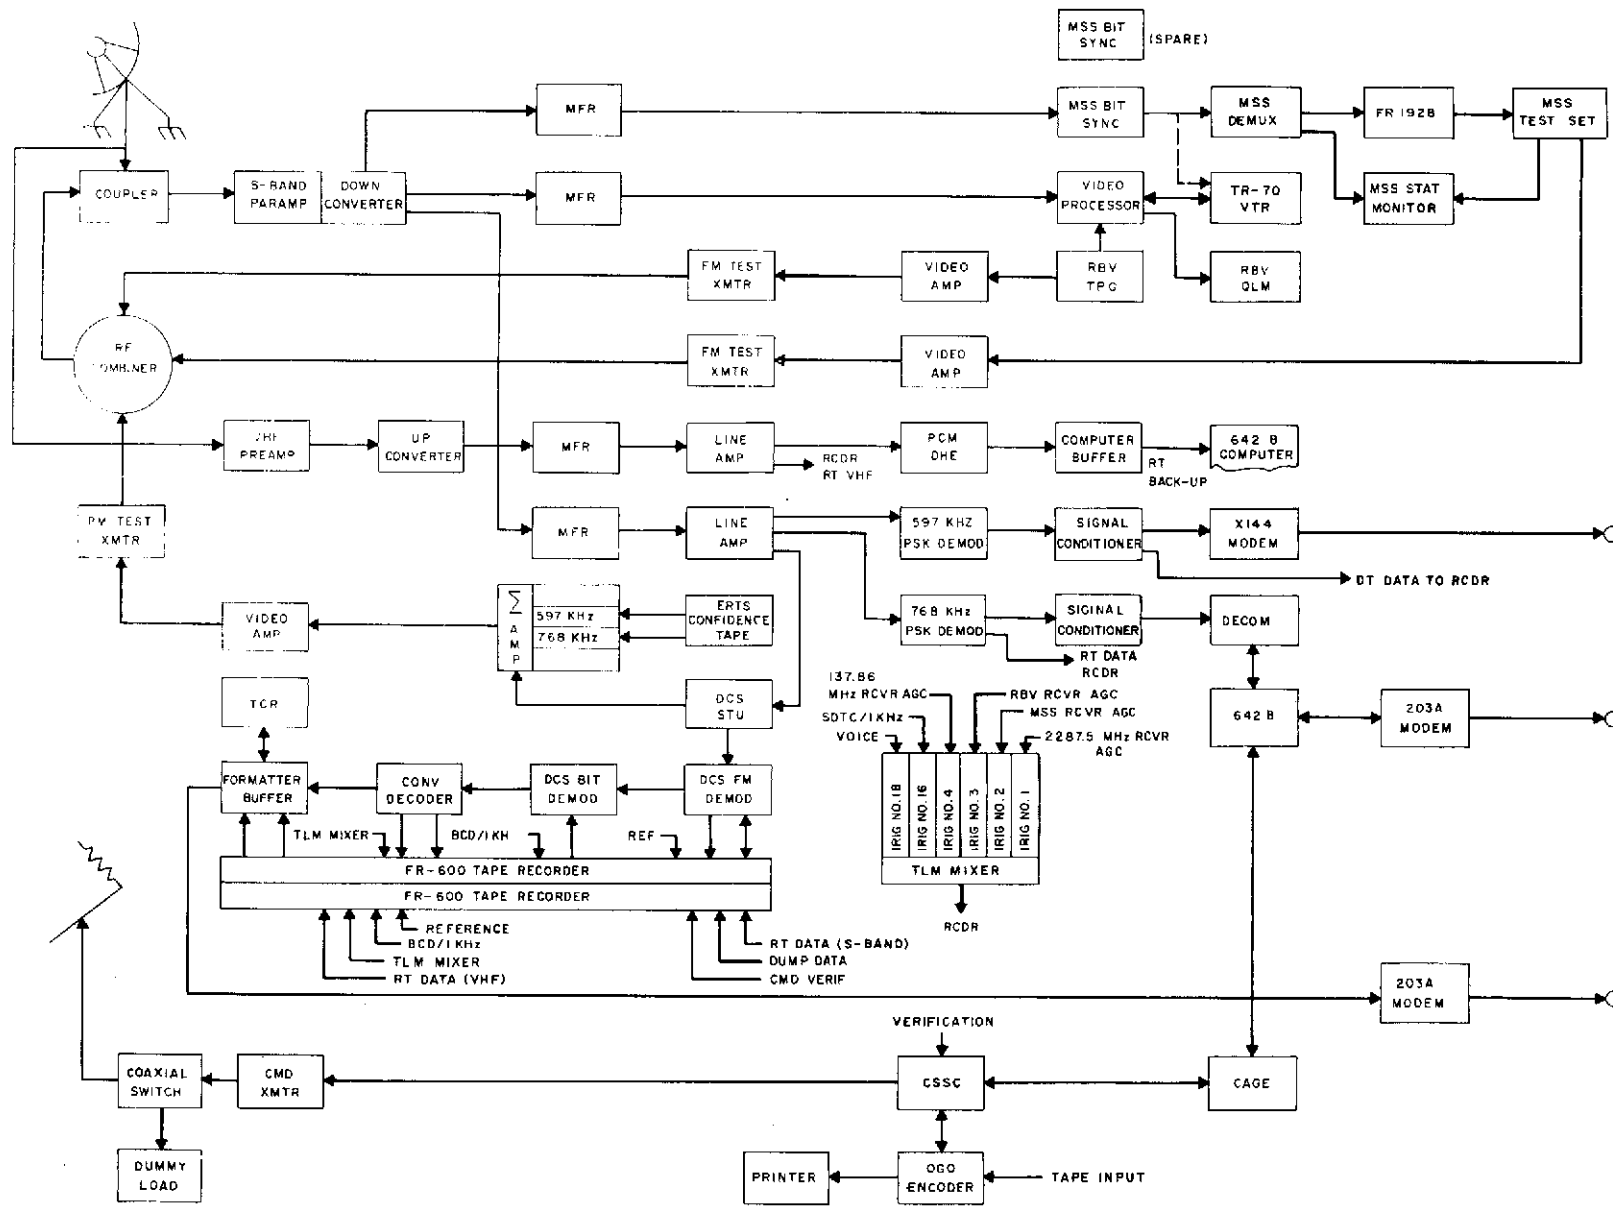 MSS BIT
SYNC
(SPARE)
MFR
MSS BIT
SYNC
MSS
DEMUX
FR 1928
MSS
TEST SET
COUPLER
S-BAND
PARAMP
DOWN
CONVERTER
MFR
VIDEO
PROCESSOR
TR-70
VTR
MSS STAT
MONITOR
FM TEST
XMTR
VIDEO
AMP
RBV
TPG
RBV
QLM
RF
COMBINER
FM TEST
XMTR
VIDEO
AMP
VHF
PREAMP
UP
CONVERTER
MFR
LINE
AMP
RCDR
RT VHF
PCM
DHE
COMPUTER
BUFFER
RT
BACK-UP
642 B
COMPUTER
PM TEST
XMTR
MFR
LINE
AMP
597 KHZ
PSK DEMOD
SIGNAL
CONDITIONER
X144
MODEM
DT DATA TO RCDR
VIDEO
AMP
Σ
AMP
597 KHz
768 KHz
ERTS
CONFIDENCE
TAPE
768 KHz
PSK DEMOD
SIGINAL
CONDITIONER
DECOM
RT DATA
RCDR
TCR
DCS
STU
137.86
MHz RCVR AGC
SDTC/1KHz
VOICE
RBV RCVR AGC
MSS RCVR AGC
2287.5 MHz RCVR
AGC
642 B
203A
MODEM
FORMATTER
BUFFER
CONV
DECODER
DCS BIT
DEMOD
DCS FM
DEMOD
IRIG NO.18
IRIG NO.16
IRIG NO.4
IRIG NO.3
IRIG NO.2
IRIG NO.1
TLM MIXER
RCDR
TLM MIXER
BCD/1KH
REF
FR-600 TAPE RECORDER
FR-600 TAPE RECORDER
REFERENCE
BCD/1KHz
TLM MIXER
RT DATA (VHF)
RT DATA (S-BAND)
DUMP DATA
CMD VERIF
203A
MODEM
VERIFICATION
COAXIAL
SWITCH
CMD
XMTR
CSSC
CAGE
DUMMY
LOAD
PRINTER
OGO
ENCODER
TAPE INPUT